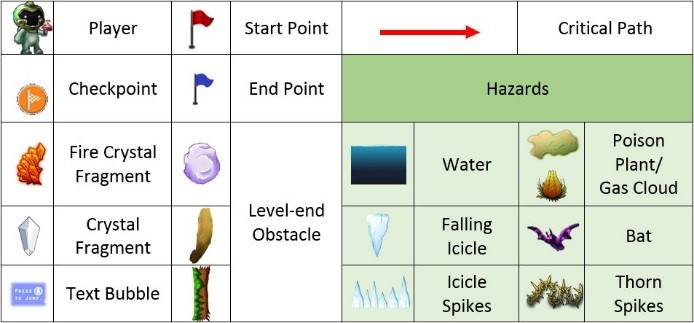 Player
Start Point
Critical Path
Checkpoint
End Point
Hazards
Fire Crystal
Fragment
Level-end
Obstacle
Water
Poison
Plant/
Gas Cloud
Crystal
Fragment
Falling
Icicle
Bat
PRESS A
TO JUMP.
Text Bubble
Icicle
Spikes
Thorn
Spikes